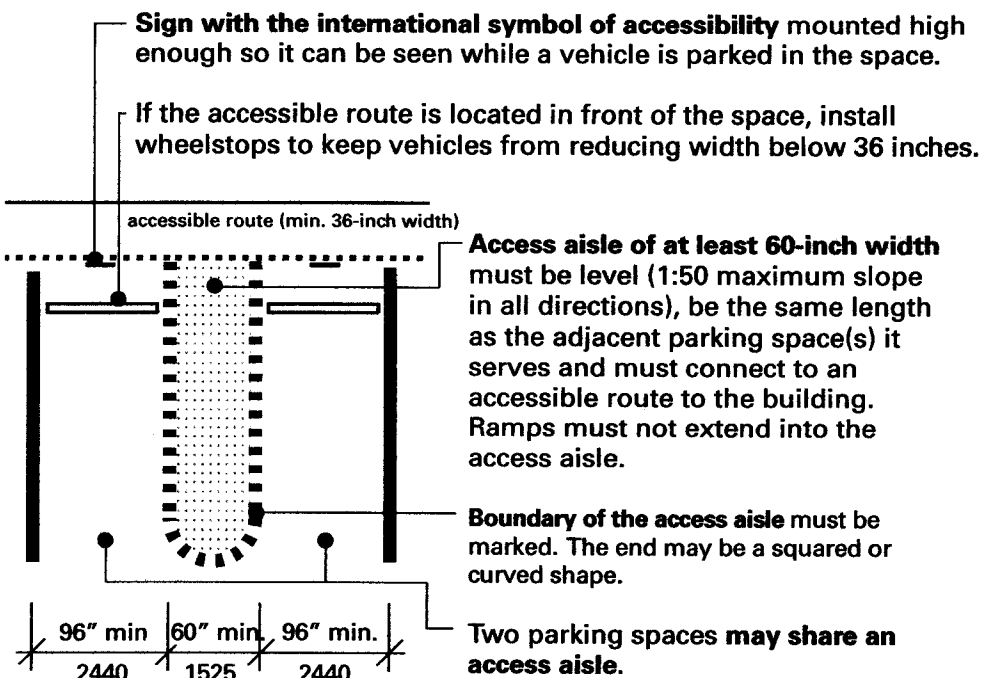 Sign with the international symbol of accessibility mounted high
enough so it can be seen while a vehicle is parked in the space.
If the accessible route is located in front of the space, install
wheelstops to keep vehicles from reducing width below 36 inches.
accessible route (min. 36-inch width)
Access aisle of at least 60-inch width
must be level (1:50 maximum slope
in all directions), be the same length
as the adjacent parking space(s) it
serves and must connect to an
accessible route to the building.
Ramps must not extend into the
access aisle.
Boundary of the access aisle must be
marked. The end may be a squared or
curved shape.
Two parking spaces may share an
access aisle.
96" min 60" min. 96" min.
2440 1525 2440